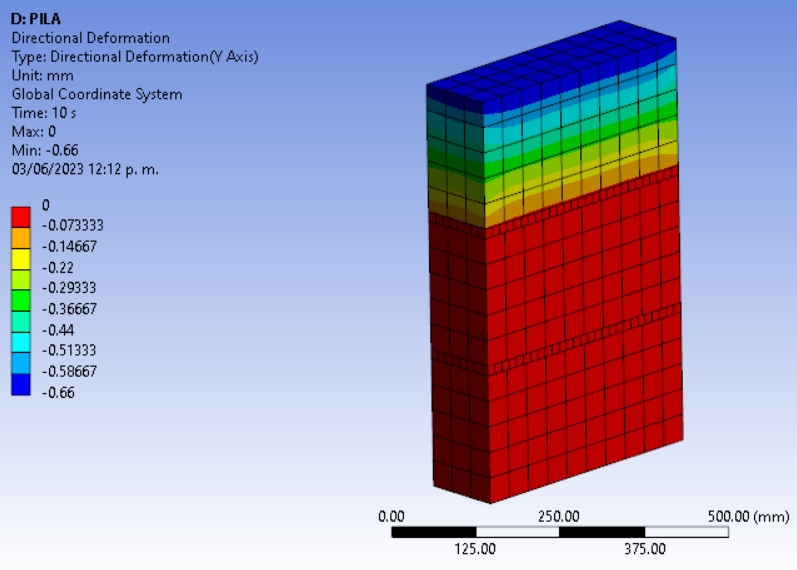 D: PILA
Directional Deformation
Type: Directional Deformation(Y Axis)
Unit: mm
Global Coordinate System
Time: 10 s
Max: 0
Min: -0.66
03/06/2023 12:12 p. m.
0
-0.073333
-0.14667
-0.22
-0.29333
-0.36667
-0.44
-0.51333
-0.58667
-0.66
0.00 250.00 500.00 (mm)
125.00 375.00